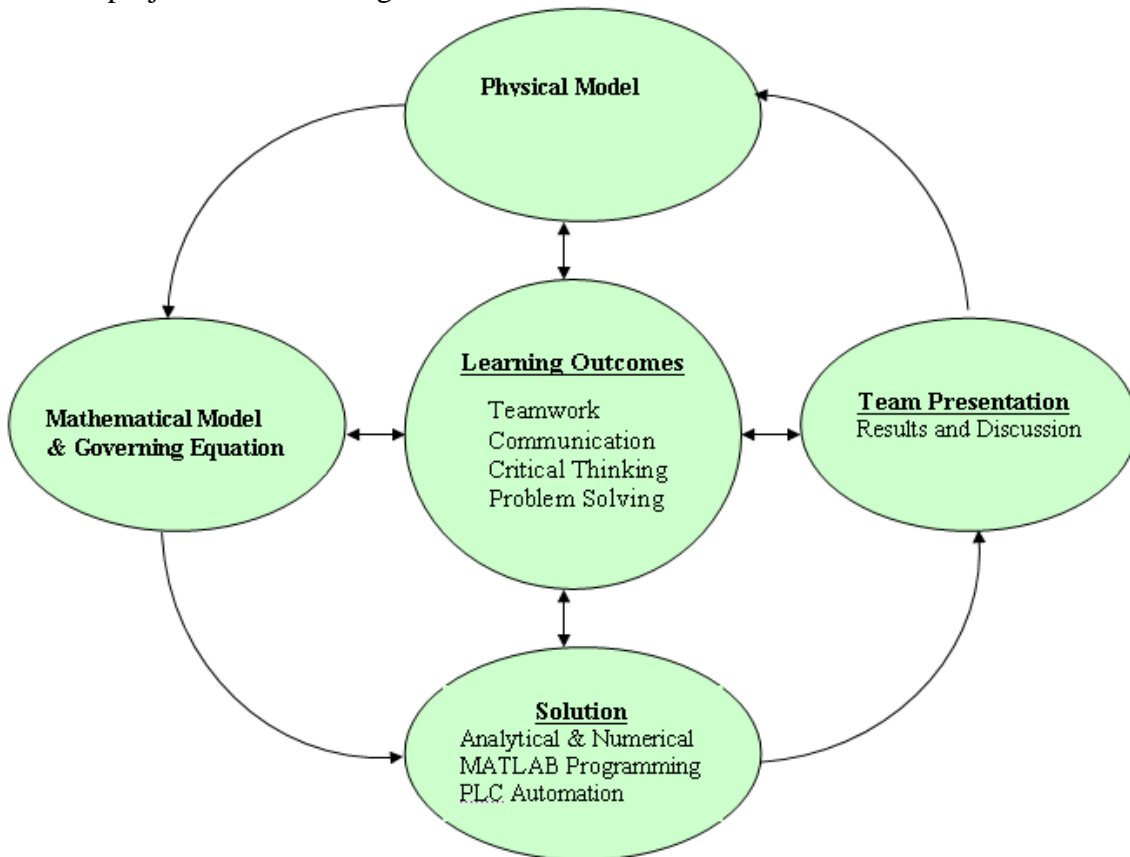 Physical Model
Learning Outcomes
Teamwork
Communication
Critical Thinking
Problem Solving
Mathematical Model
& Governing Equation
Team Presentation
Results and Discussion
Solution
Analytical & Numerical
MATLAB Programming
PLC Automation